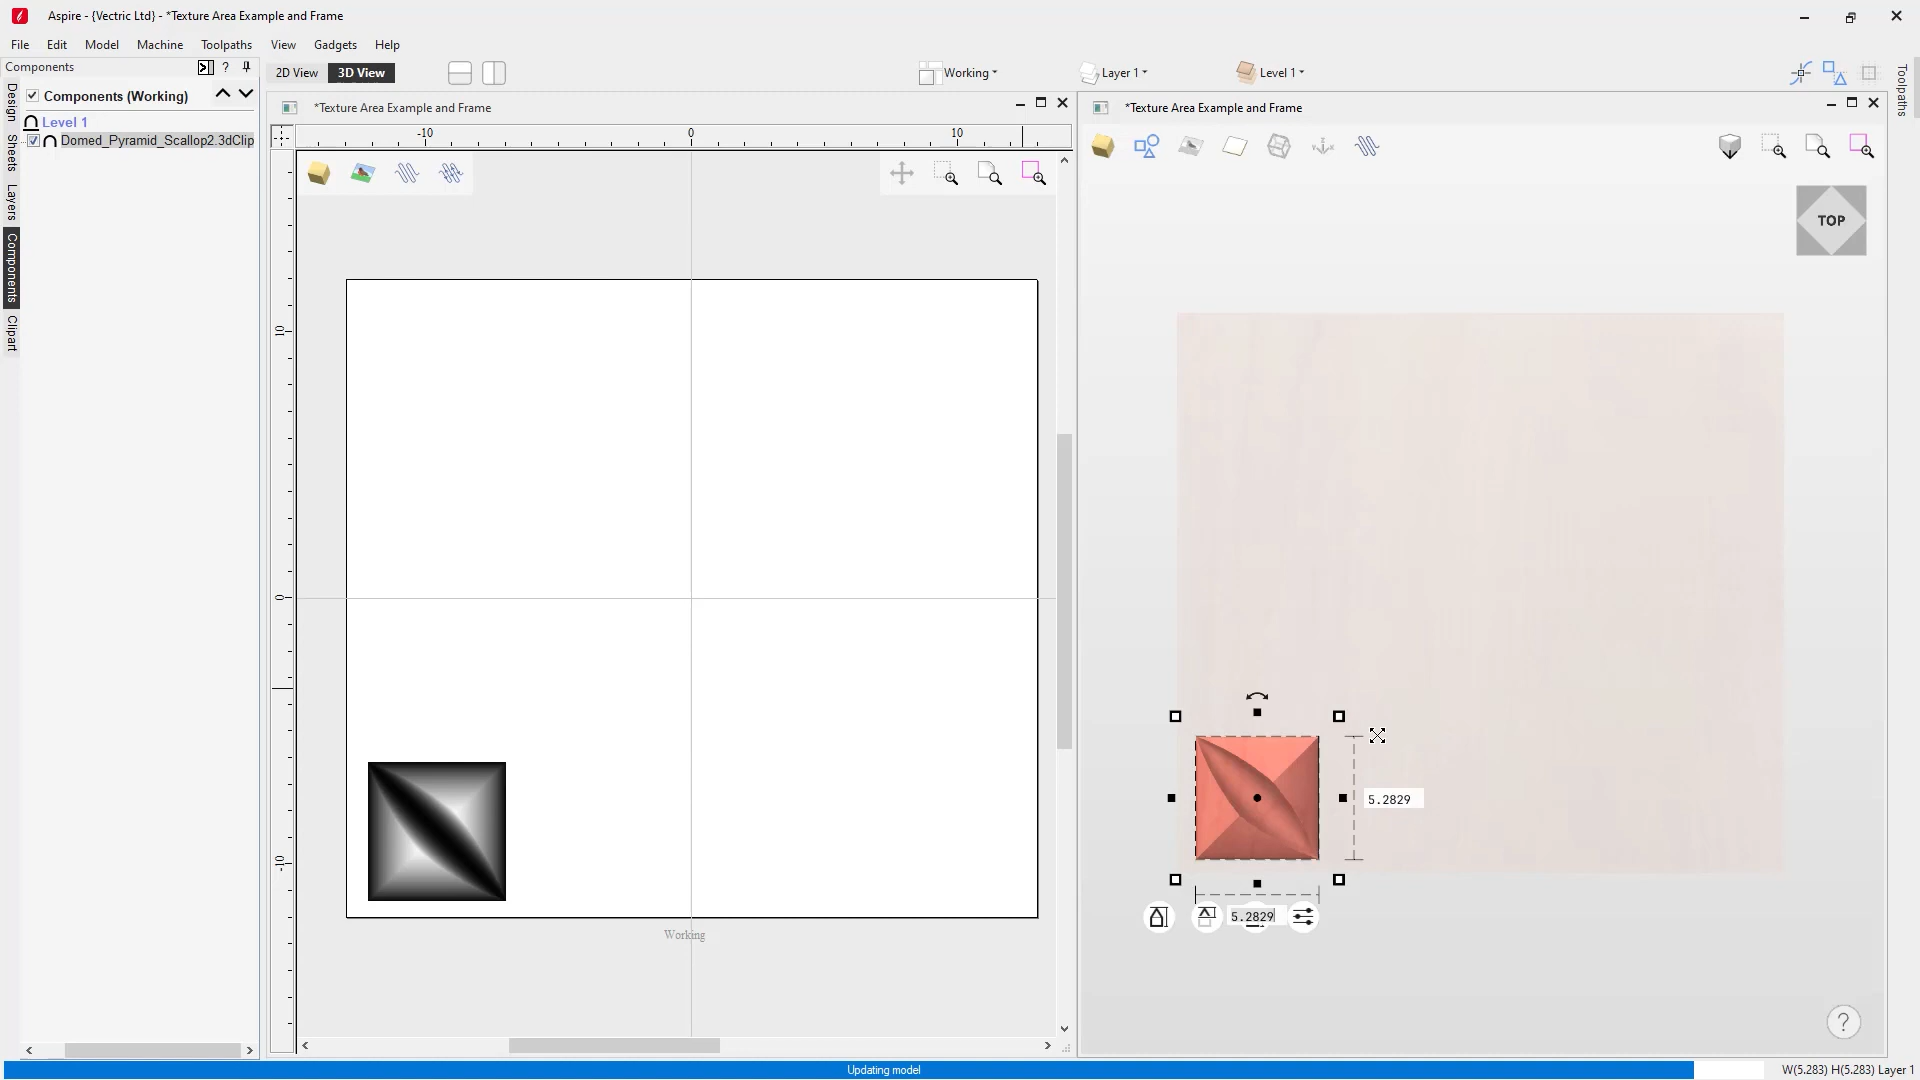 Aspire - {Vectric Ltd} - *Texture Area Example and Frame
File Edit Model Machine Toolpaths View Gadgets Help
Components ?
2D View 3D View Working Layer 1 Level 1
Components (Working)
Level 1
Domed_Pyramid_Scallop2.3dClip
Design
Sheets
Layers
Components
Clipart
*Texture Area Example and Frame
-10 0 10
10
0
-10
Working
*Texture Area Example and Frame
TOP
5.2829
5.2829
?
Toolpaths
Updating model
W(5.283) H(5.283) Layer 1